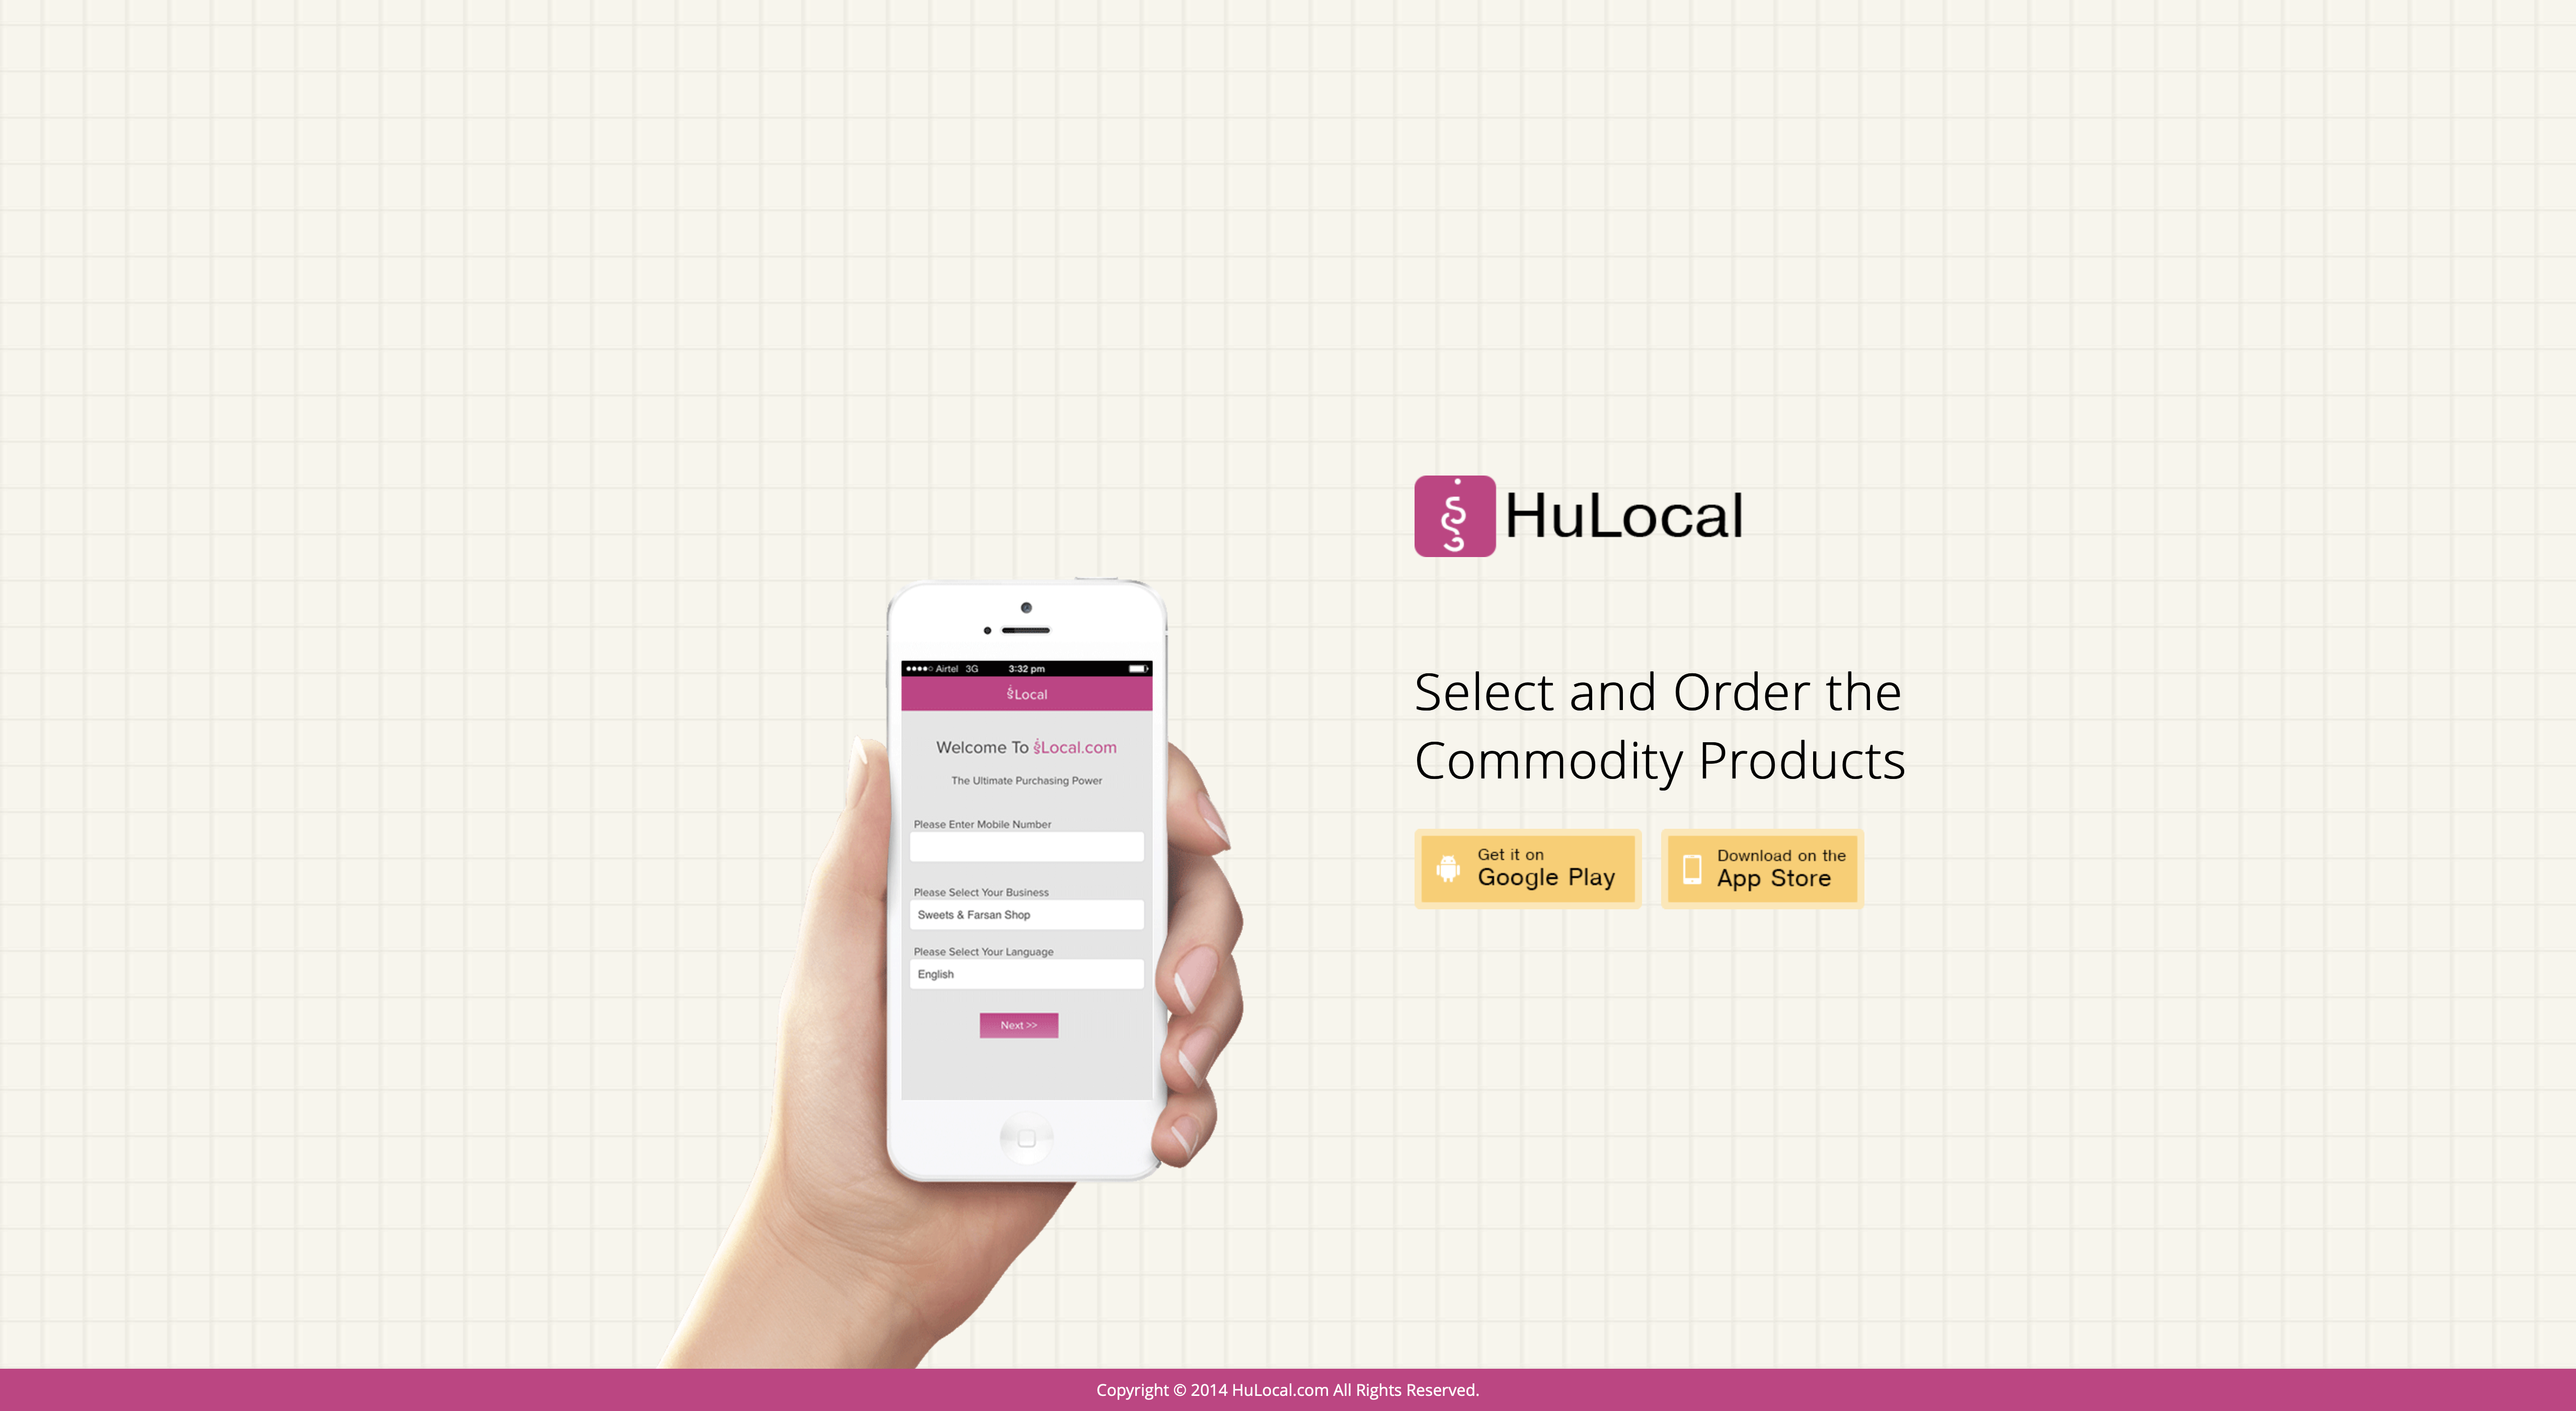 હું HuLocal
Select and Order the
Commodity Products
Get it on
Google Play
Download on the
App Store
Airtel 3G 3:32 pm
હું Local
Welcome To હું Local.com
The Ultimate Purchasing Power
Please Enter Mobile Number
Please Select Your Business
Sweets & Farsan Shop
Please Select Your Language
English
Next >>
Copyright © 2014 HuLocal.com All Rights Reserved.